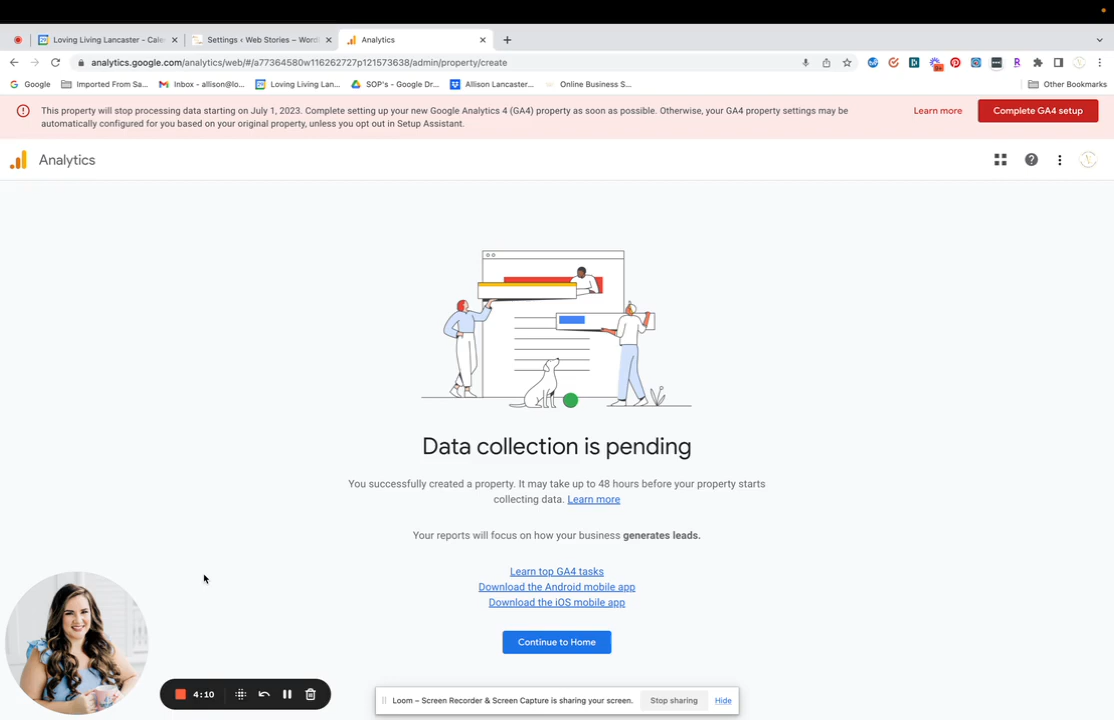 Loving Living Lancaster - Cale
Settings ‹ Web Stories — Word
Analytics
analytics.google.com/analytics/web/#/a77364580w116262727p121573638/admin/property/create
Google
Imported From Sa...
Inbox - allison@lo...
Loving Living Lan...
SOP's - Google Dr...
Allison Lancaster...
Online Business S...
Other Bookmarks
This property will stop processing data starting on July 1, 2023. Complete setting up your new Google Analytics 4 (GA4) property as soon as possible. Otherwise, your GA4 property settings may be
automatically configured for you based on your original property, unless you opt out in Setup Assistant.
Learn more
Complete GA4 setup
Analytics
Data collection is pending
You successfully created a property. It may take up to 48 hours before your property starts
collecting data. Learn more
Your reports will focus on how your business generates leads.
Learn top GA4 tasks
Download the Android mobile app
Download the iOS mobile app
Continue to Home
4:10
Loom – Screen Recorder & Screen Capture is sharing your screen.
Stop sharing
Hide